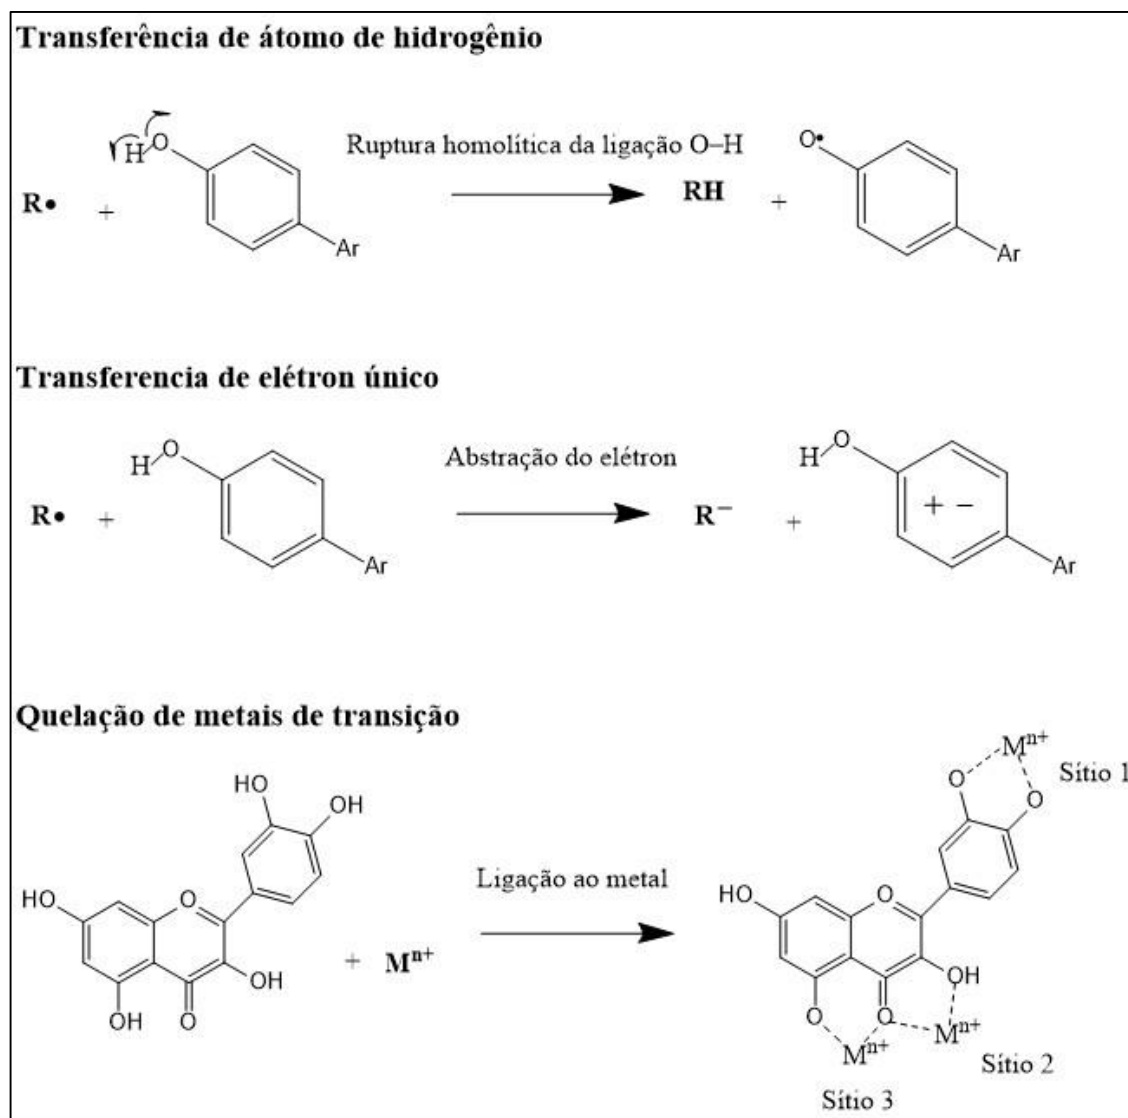 Transferência de átomo de hidrogênio
R• + H O Ar Ruptura homolítica da ligação O–H RH + O• Ar
Transferencia de elétron único
R• + H O Ar Abstração do elétron R⁻ + H O + − Ar
Quelação de metais de transição
HO OH HO O OH OH O + Mⁿ⁺
Ligação ao metal
Mⁿ⁺ Sítio 1
O O HO O OH O O
Mⁿ⁺ Sítio 2
Mⁿ⁺ Sítio 3